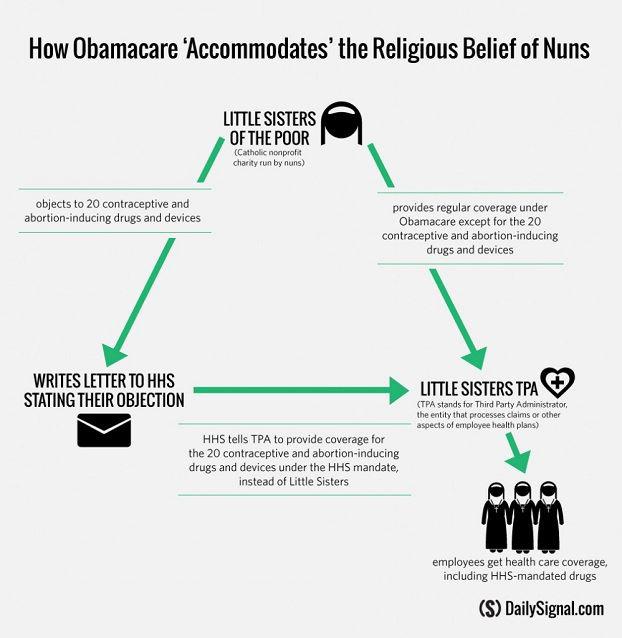 How Obamacare ‘Accommodates’ the Religious Belief of Nuns
LITTLE SISTERS
OF THE POOR
(Catholic nonprofit
charity run by nuns)
objects to 20 contraceptive and
abortion-inducing drugs and devices
provides regular coverage under
Obamacare except for the 20
contraceptive and abortion-inducing
drugs and devices
WRITES LETTER TO HHS
STATING THEIR OBJECTION
HHS tells TPA to provide coverage for
the 20 contraceptive and abortion-inducing
drugs and devices under the HHS mandate,
instead of Little Sisters
LITTLE SISTERS TPA
(TPA stands for Third Party Administrator,
the entity that processes claims or other
aspects of employee health plans)
employees get health care coverage,
including HHS-mandated drugs
(S) DailySignal.com